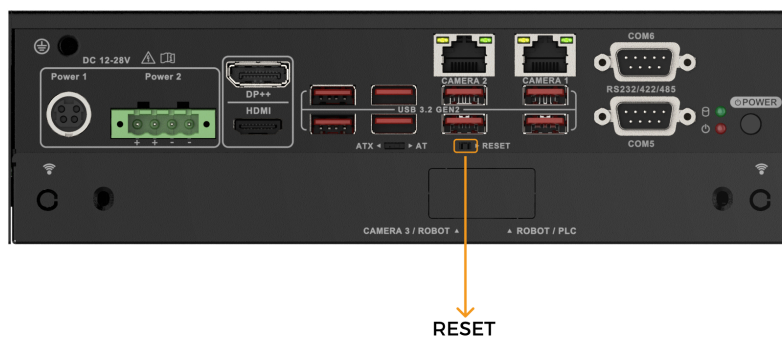 COM6
DC 12-28V
Power 1
Power 2
DP++
HDMI
CAMERA 2
CAMERA 1
USB 3.2 GEN2
RS232/422/485
POWER
ATX ◄ ► AT
► RESET
COM5
+ + - -
CAMERA 3 / ROBOT ▲
▲ ROBOT / PLC
RESET